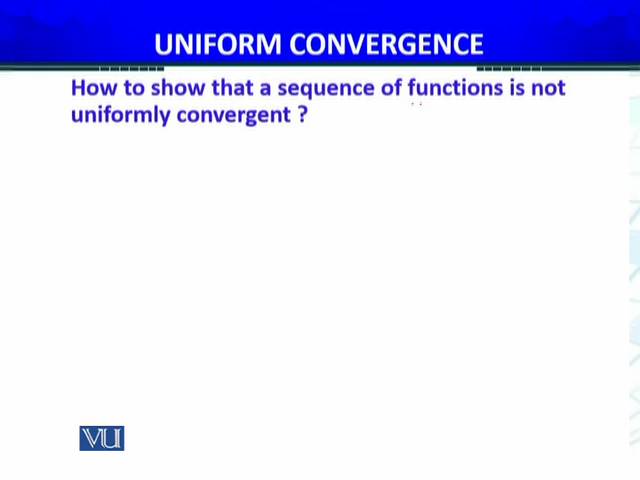 UNIFORM CONVERGENCE
How to show that a sequence of functions is not
uniformly convergent ?
VU